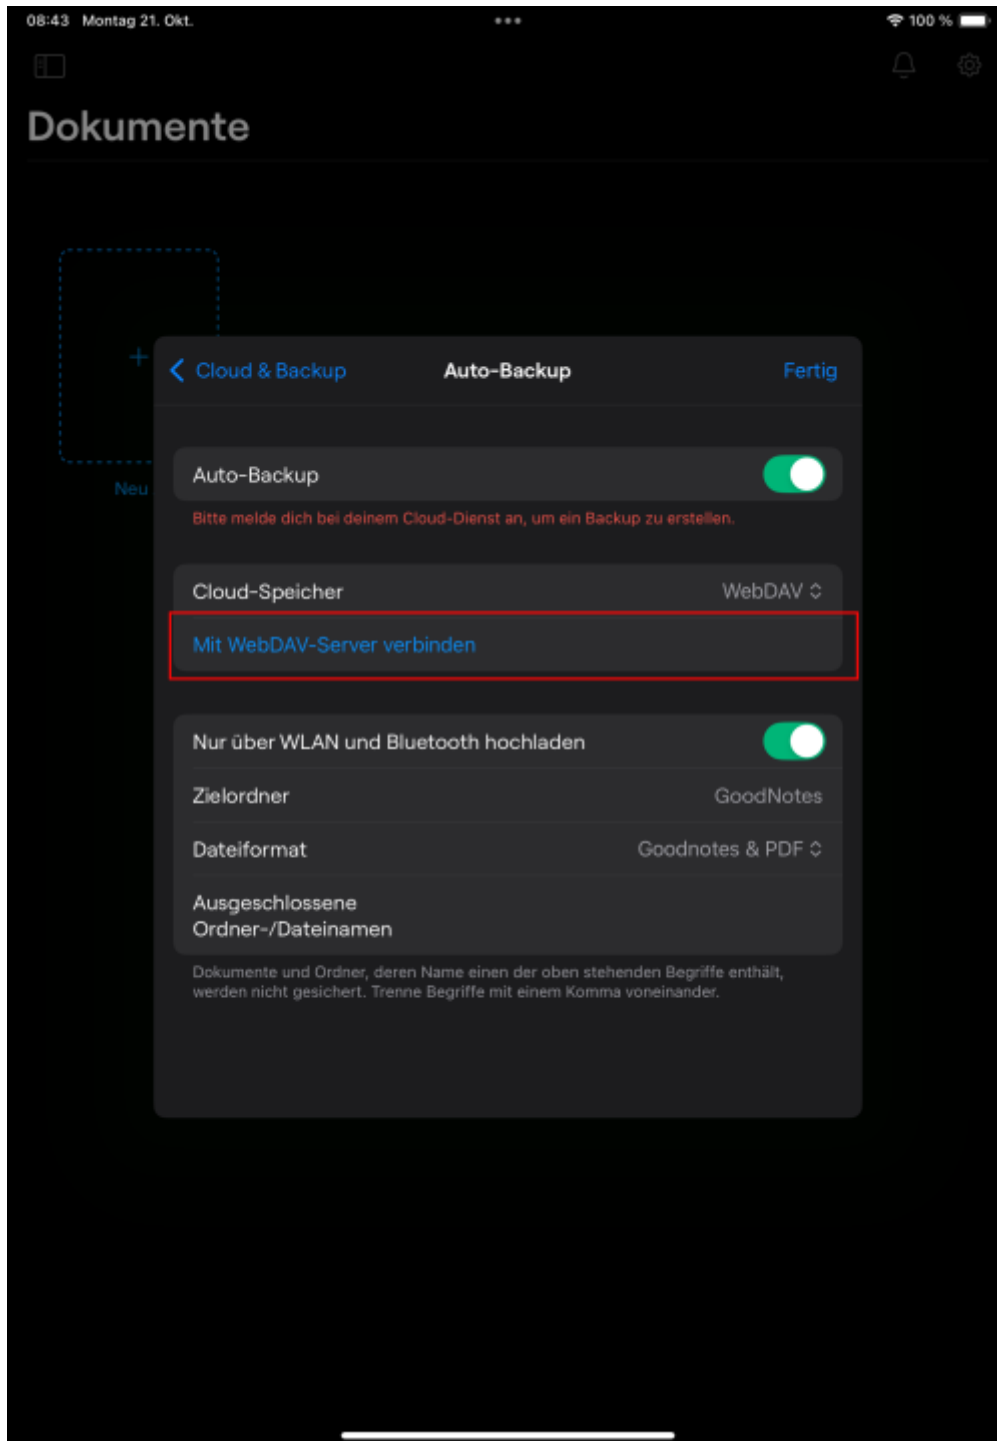 08:43 Montag 21. Okt.
100 %
Dokumente
Neu
Cloud & Backup
Auto-Backup
Fertig
Auto-Backup
Bitte melde dich bei deinem Cloud-Dienst an, um ein Backup zu erstellen.
Cloud-Speicher
WebDAV
Mit WebDAV-Server verbinden
Nur über WLAN und Bluetooth hochladen
Zielordner
GoodNotes
Dateiformat
Goodnotes & PDF
Ausgeschlossene
Ordner-/Dateinamen
Dokumente und Ordner, deren Name einen der oben stehenden Begriffe enthält,
werden nicht gesichert. Trenne Begriffe mit einem Komma voneinander.